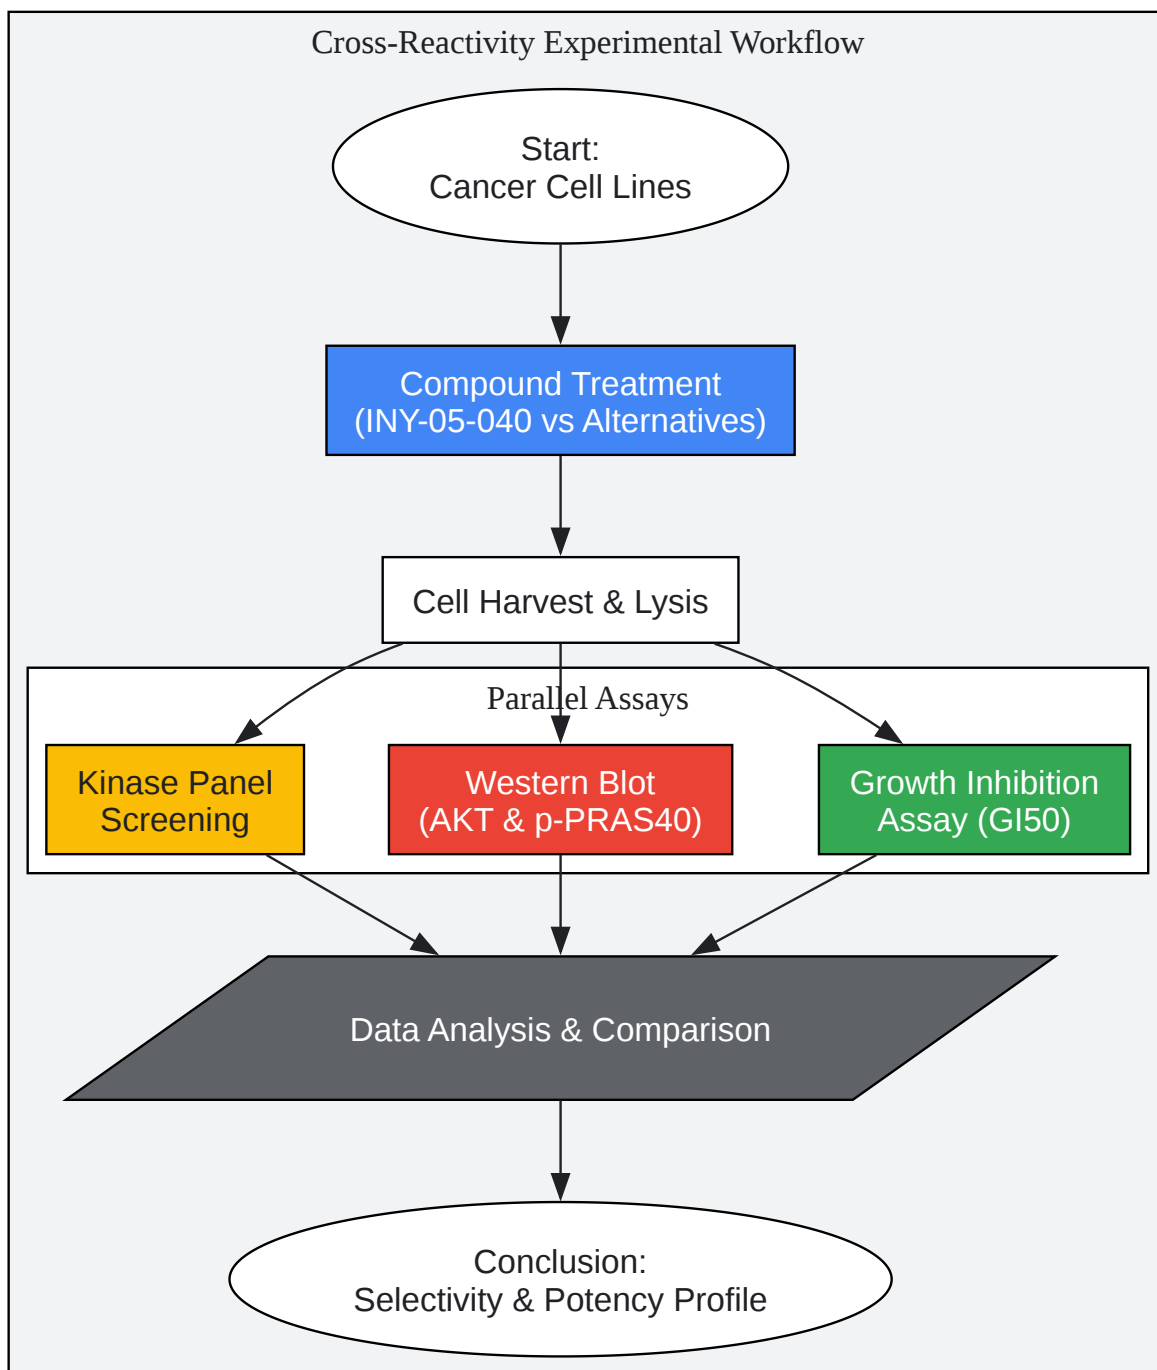 Cross-Reactivity Experimental Workflow
Start:
Cancer Cell Lines
Compound Treatment
(INY-05-040 vs Alternatives)
Cell Harvest & Lysis
Parallel Assays
Kinase Panel
Screening
Western Blot
(AKT & p-PRAS40)
Growth Inhibition
Assay (GI50)
Data Analysis & Comparison
Conclusion:
Selectivity & Potency Profile